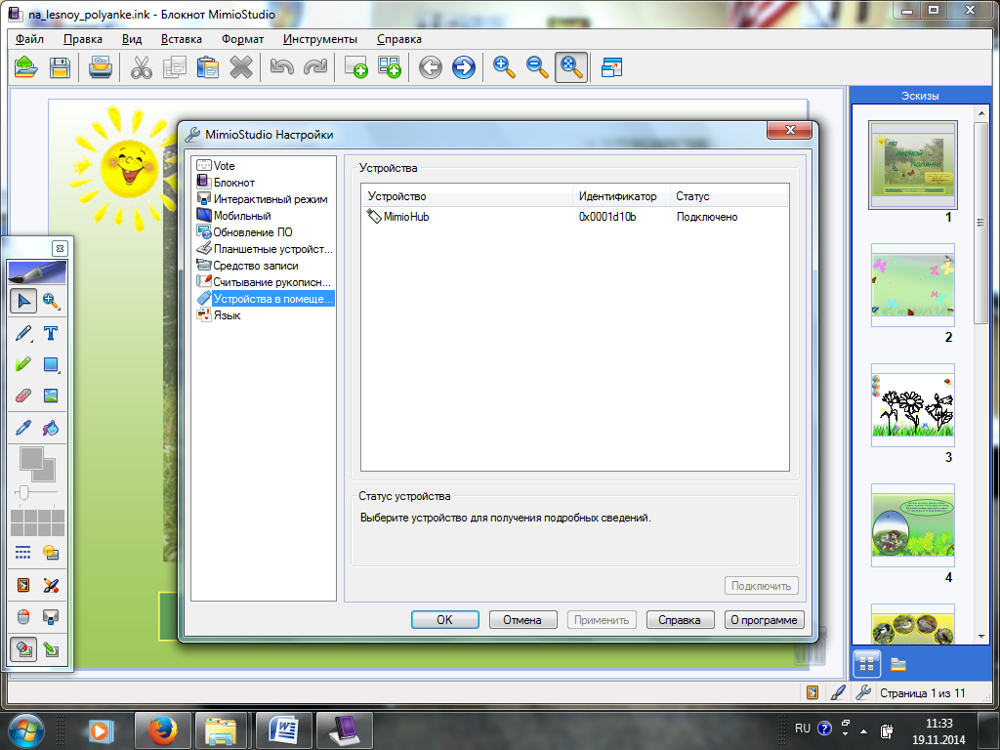 na_lesnoy_polyanke.ink - Блокнот MimioStudio
Файл Правка Вид Вставка Формат Инструменты Справка
Эскизы
MimioStudio Настройки
Vote
Блокнот
Интерактивный режим
Мобильный
Обновление ПО
Планшетные устройст...
Средство записи
Считывание рукописн...
Устройства в помеще...
Язык
Устройства
Устройство Идентификатор Статус
MimioHub 0x0001d10b Подключено
Статус устройства
Выберите устройство для получения подробных сведений.
Подключить
OK Отмена Применить Справка О программе
на
лесной
полянке
1
2
3
4
Страница 1 из 11
RU
11:33
19.11.2014